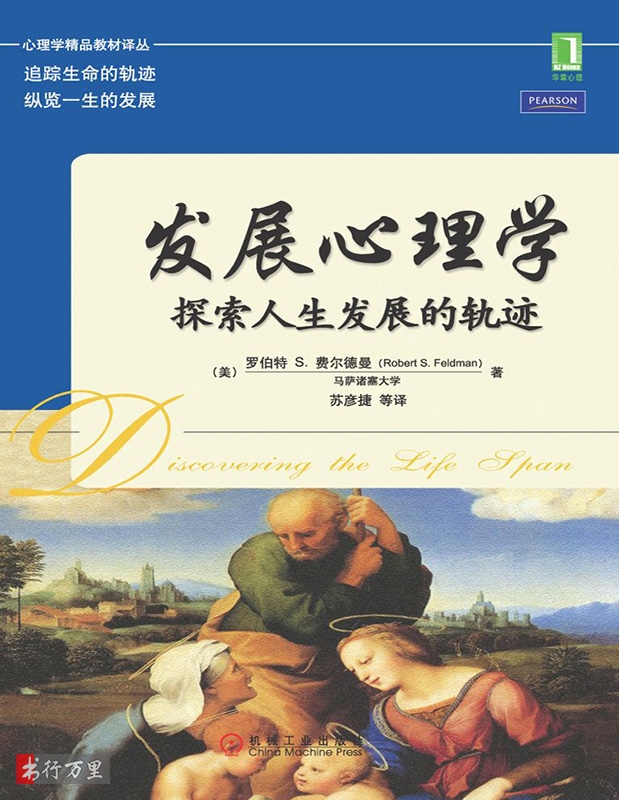 心理学精品教材译丛
追踪生命的轨迹
纵览一生的发展
HZ Books
华章心理
PEARSON
发展心理学
探索人生发展的轨迹
(美) 罗伯特 S. 费尔德曼 (Robert S. Feldman) 著
马萨诸塞大学
苏彦捷 等译
Discovering the Life Span
机械工业出版社
China Machine Press
书行万里